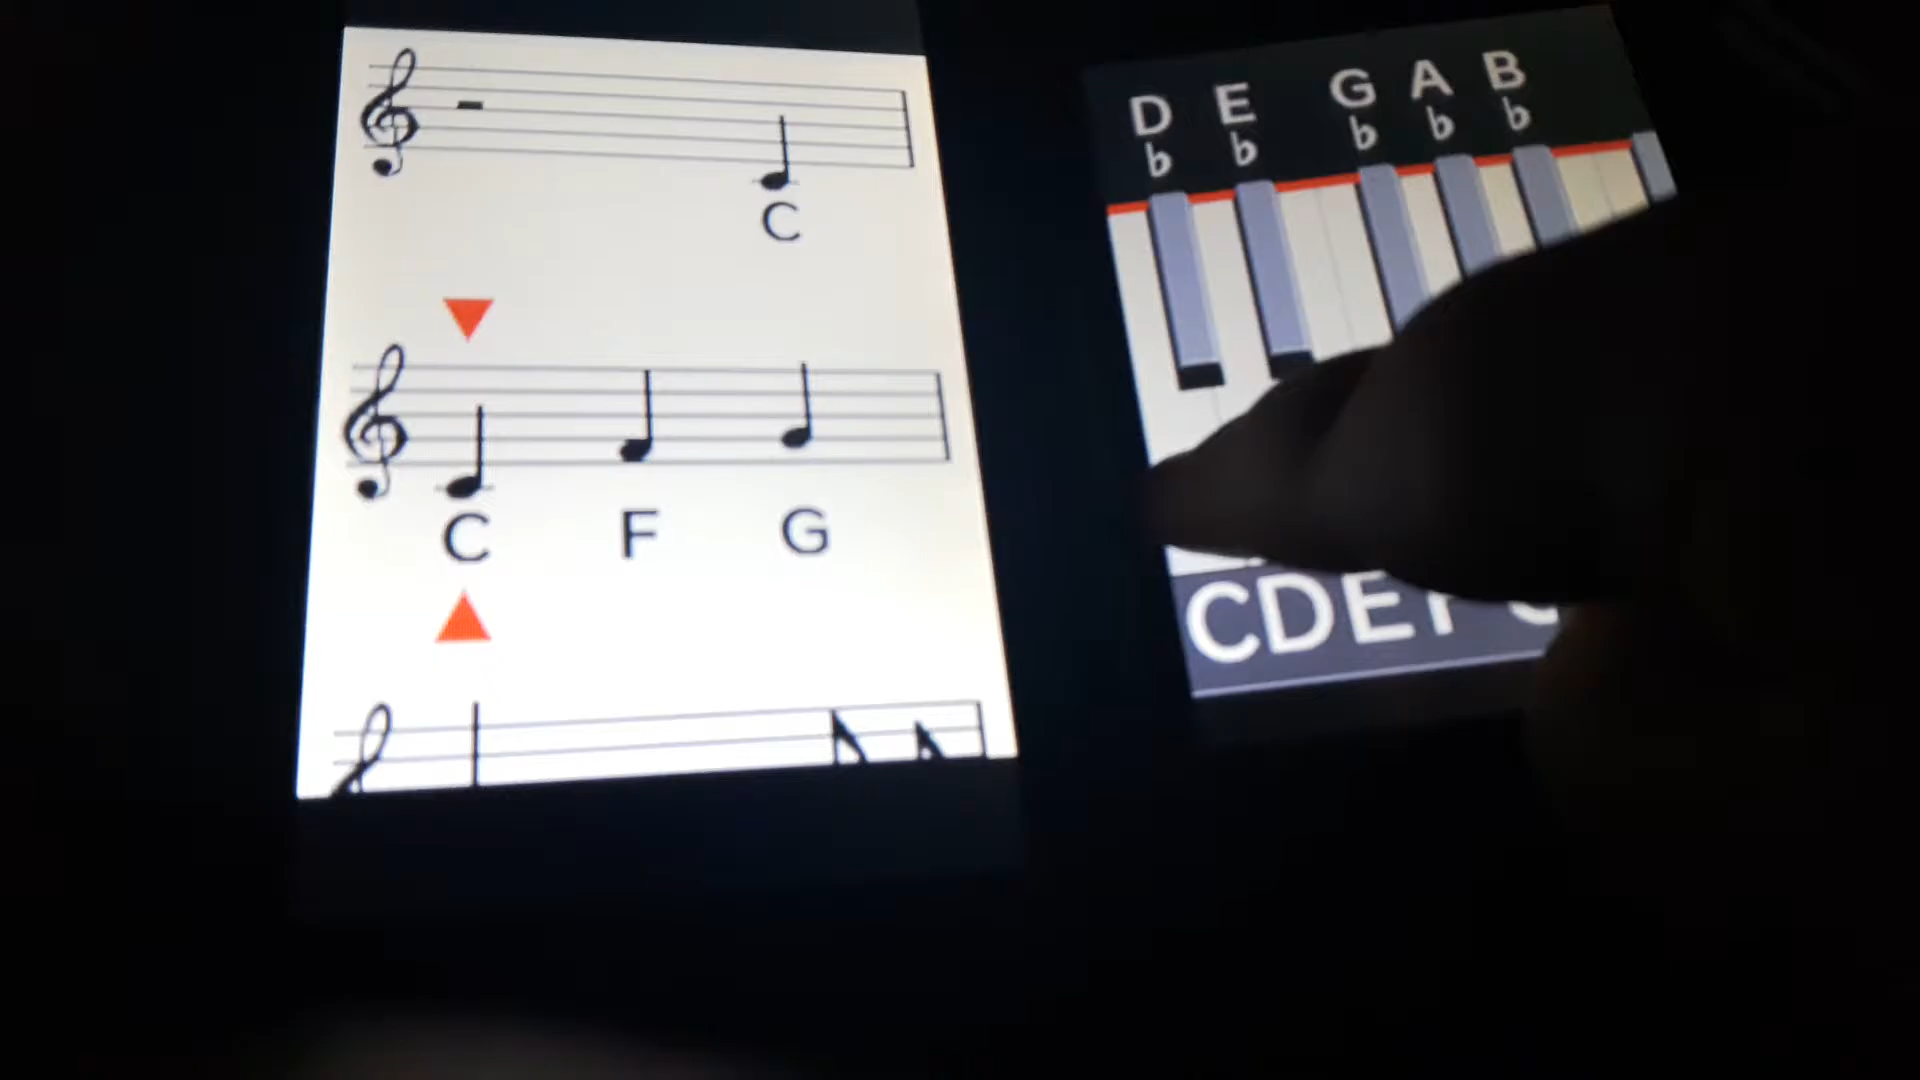 C
C F G
D E G A B
♭ ♭ ♭ ♭ ♭
CDE